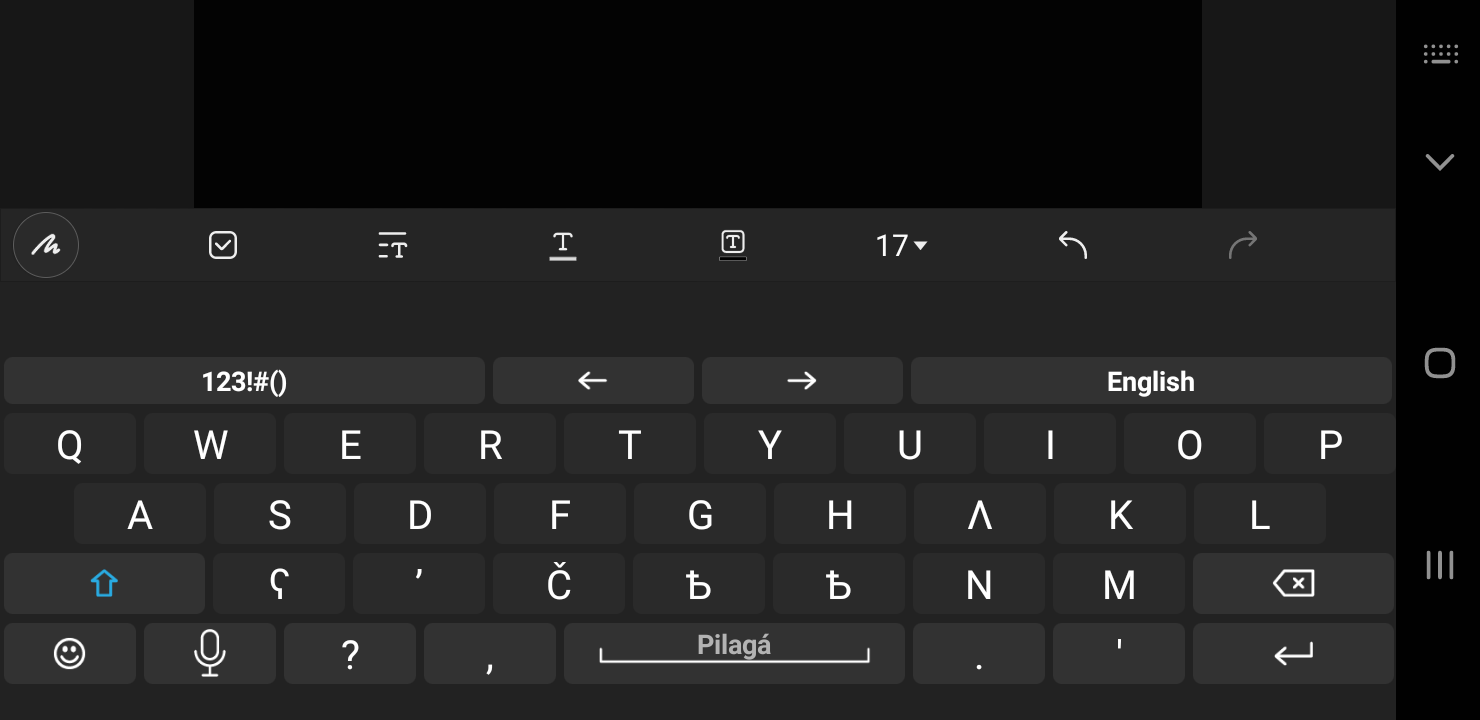 17
123!#() ← → English
Q W E R T Y U I O P
A S D F G H Ʌ K L
ʕ ʼ Č Ѣ Ѣ N M
? , Pilagá . '